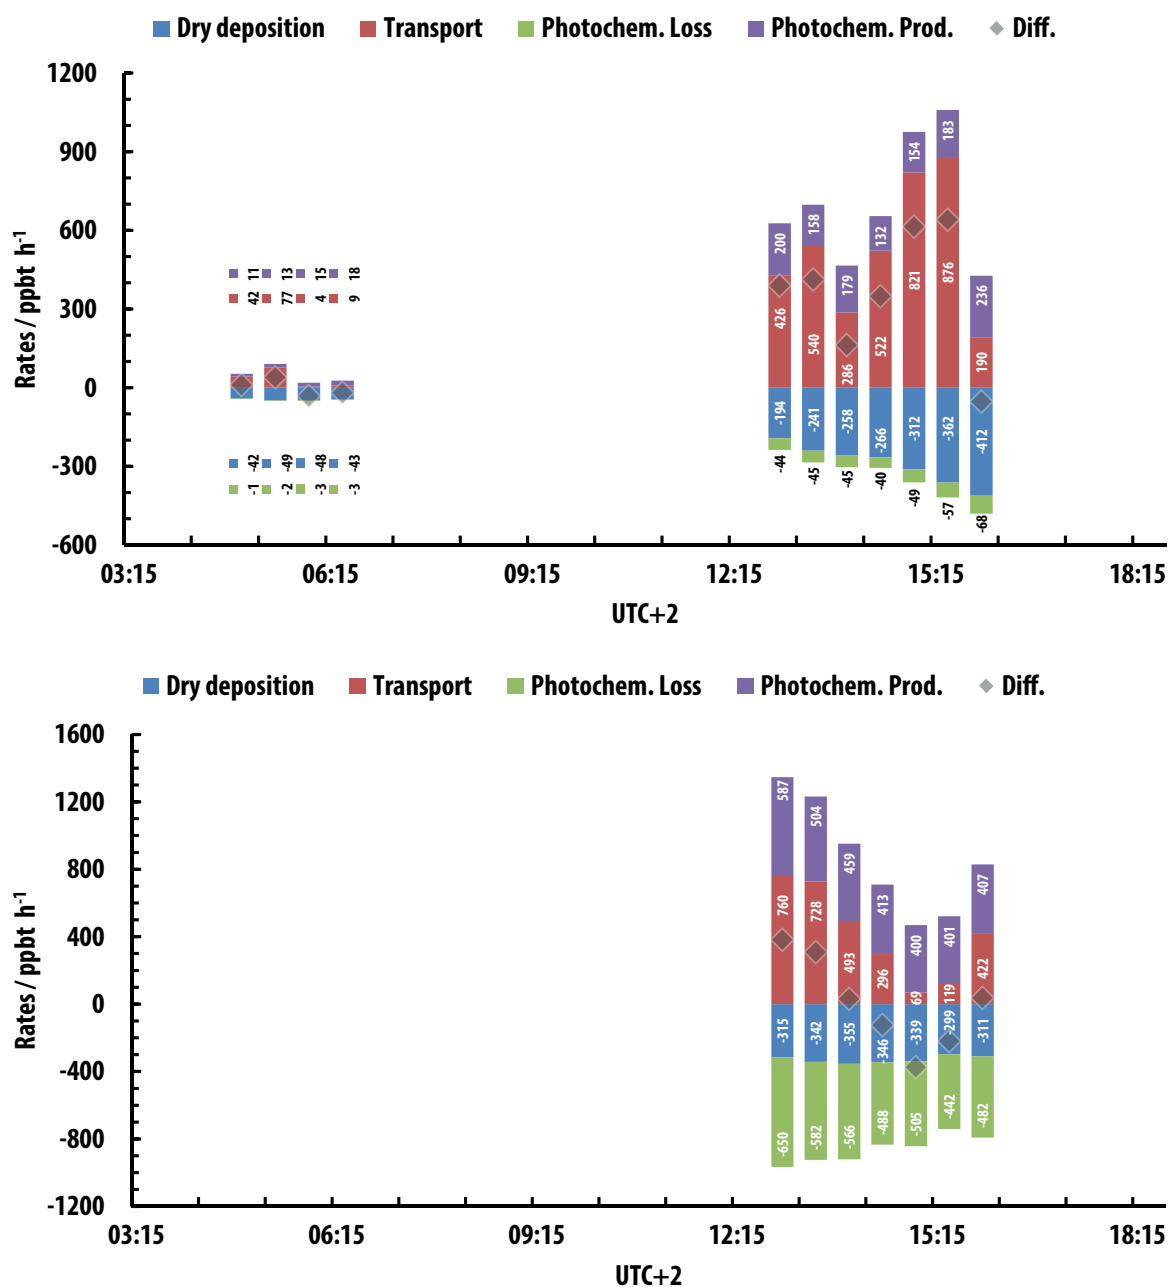 Dry deposition Transport Photochem. Loss Photochem. Prod. Diff.
1200
900
600
300
0
-300
-600
Rates / ppbt h-1
11 13 15 18
42 77 4 9
-42 -49 -48 -43
-1 -2 -3 -3
200 158 179 132 154 183 236
426 540 286 522 821 876 190
-194 -241 -258 -266 -312 -362 -412
-44 -45 -45 -40 -49 -57 -68
03:15 06:15 09:15 12:15 15:15 18:15
UTC+2
Dry deposition Transport Photochem. Loss Photochem. Prod. Diff.
1600
1200
800
400
0
-400
-800
-1200
Rates / ppbt h-1
587 504 459 413 400 401 407
760 728 493 296 69 119 422
-315 -342 -355 -346 -339 -299 -311
-650 -582 -566 -488 -505 -442 -482
03:15 06:15 09:15 12:15 15:15 18:15
UTC+2